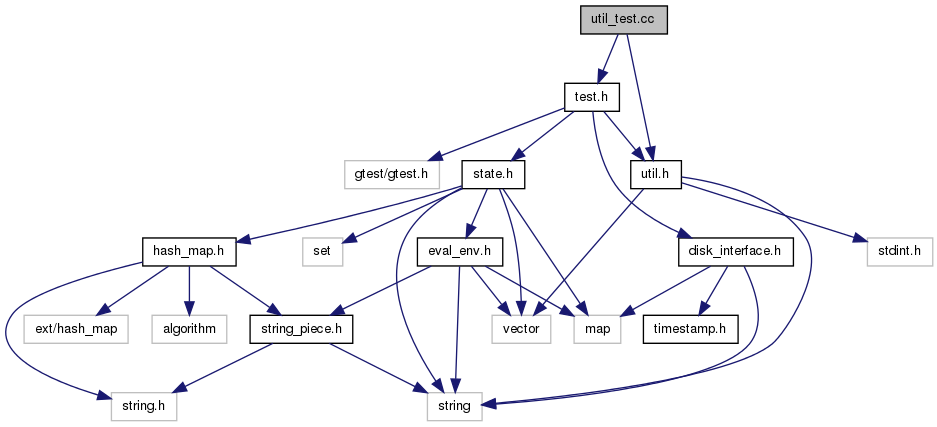 util_test.cc
test.h
gtest/gtest.h
state.h
util.h
hash_map.h
set
eval_env.h
disk_interface.h
stdint.h
ext/hash_map
algorithm
string_piece.h
vector
map
timestamp.h
string.h
string